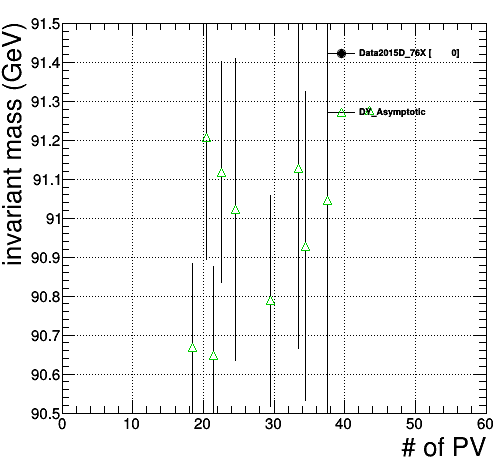 91.5
91.4
91.3
91.2
91.1
91
90.9
90.8
90.7
90.6
90.5
invariant mass (GeV)
Data2015D_76X [ 0]
DY_Asymptotic
0 10 20 30 40 50 60
# of PV